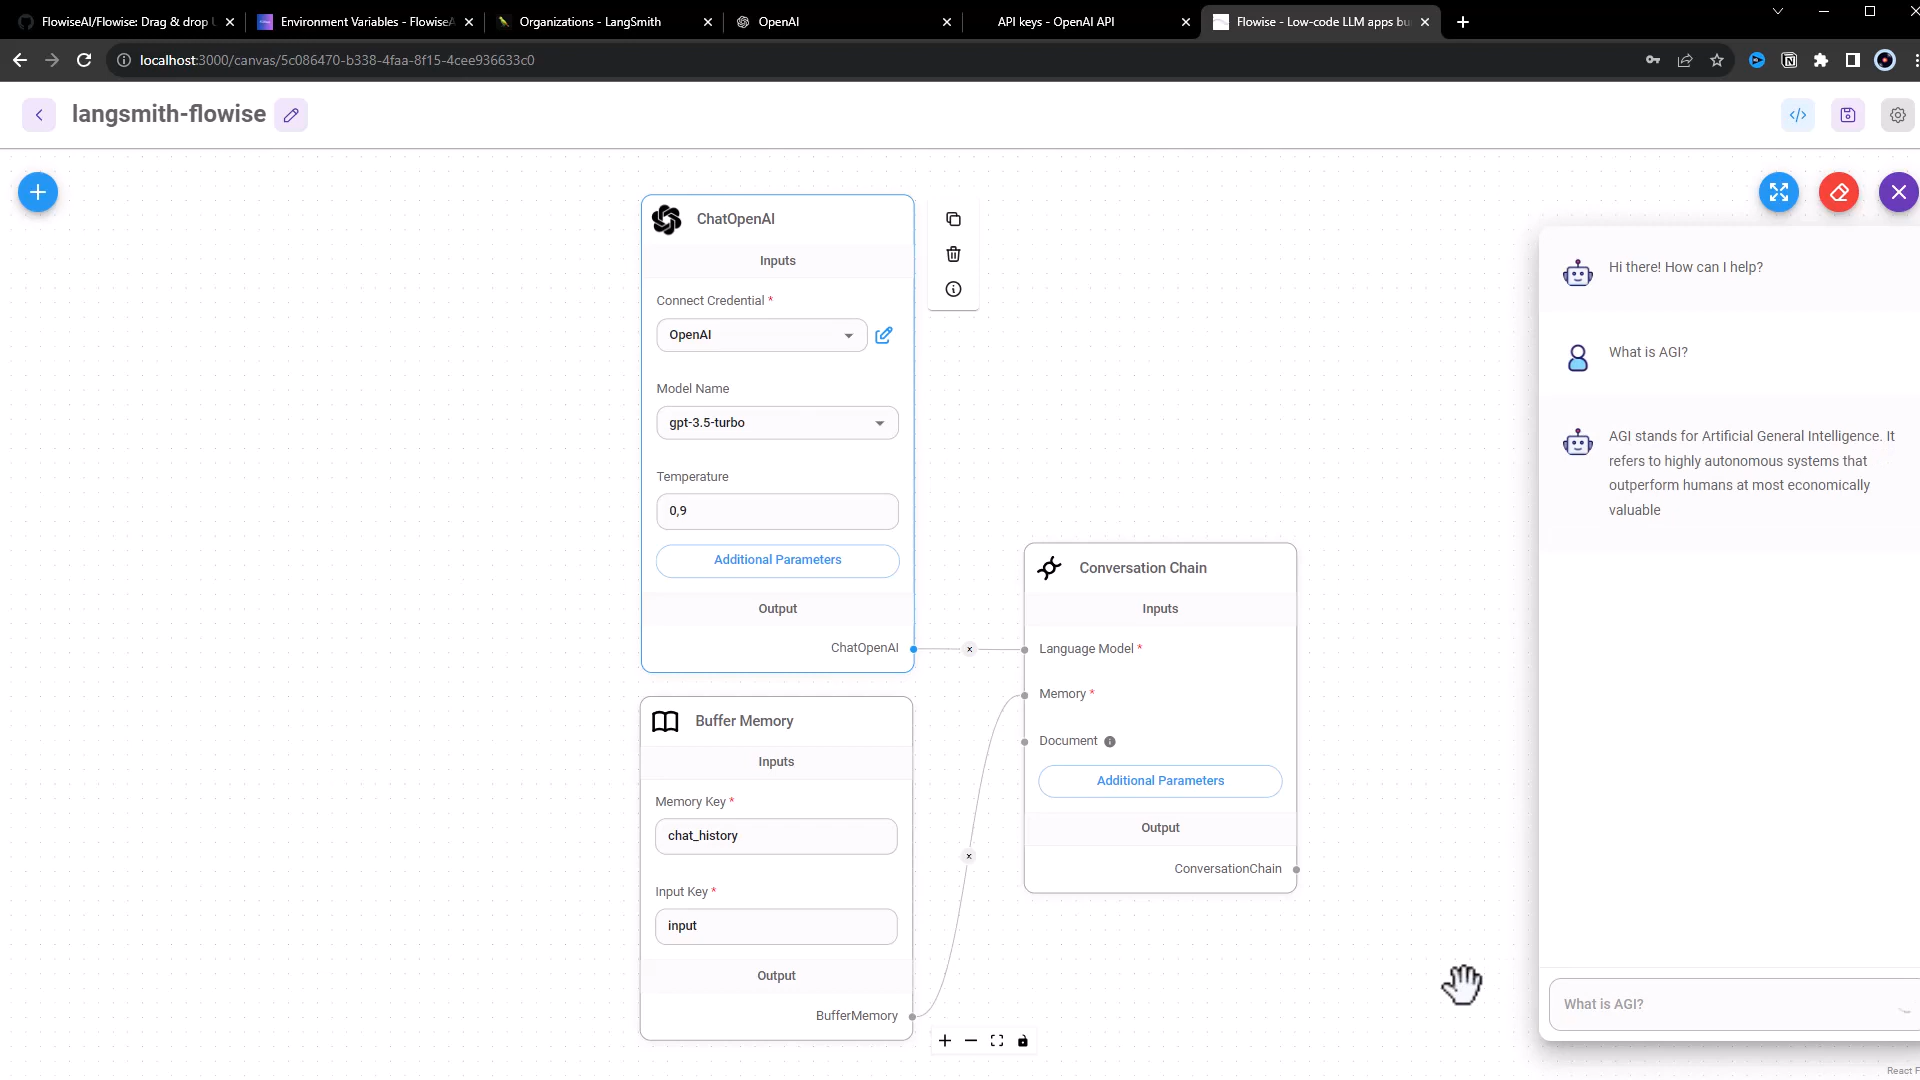 FlowiseAI/Flowise: Drag & drop U
Environment Variables - FlowiseA
Organizations - LangSmith
OpenAI
API keys - OpenAI API
Flowise - Low-code LLM apps bu
localhost:3000/canvas/5c086470-b338-4faa-8f15-4cee936633c0
langsmith-flowise
ChatOpenAI
Inputs
Connect Credential *
OpenAI
Model Name
gpt-3.5-turbo
Temperature
0,9
Additional Parameters
Output
ChatOpenAI
Buffer Memory
Inputs
Memory Key *
chat_history
Input Key *
input
Output
BufferMemory
Conversation Chain
Inputs
Language Model *
Memory *
Document
Additional Parameters
Output
ConversationChain
Hi there! How can I help?
What is AGI?
AGI stands for Artificial General Intelligence. It
refers to highly autonomous systems that
outperform humans at most economically
valuable
What is AGI?
React F